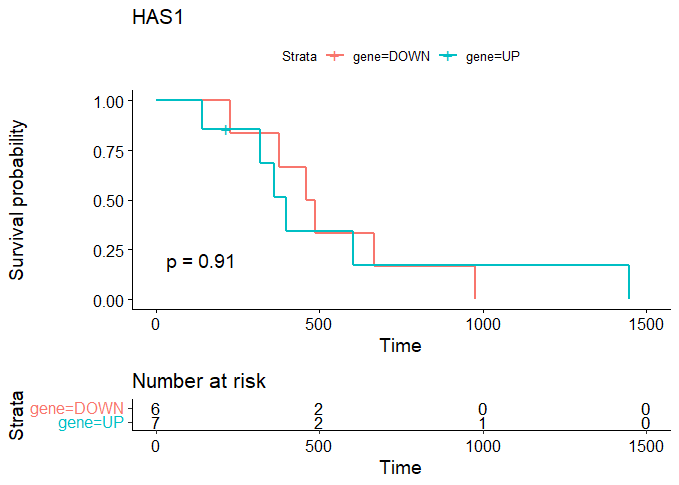 HAS1
Strata gene=DOWN gene=UP
Survival probability
1.00
0.75
0.50
0.25
0.00
p = 0.91
0 500 1000 1500
Time
Number at risk
Strata
gene=DOWN 6 2 0 0
gene=UP 7 2 1 0
0 500 1000 1500
Time